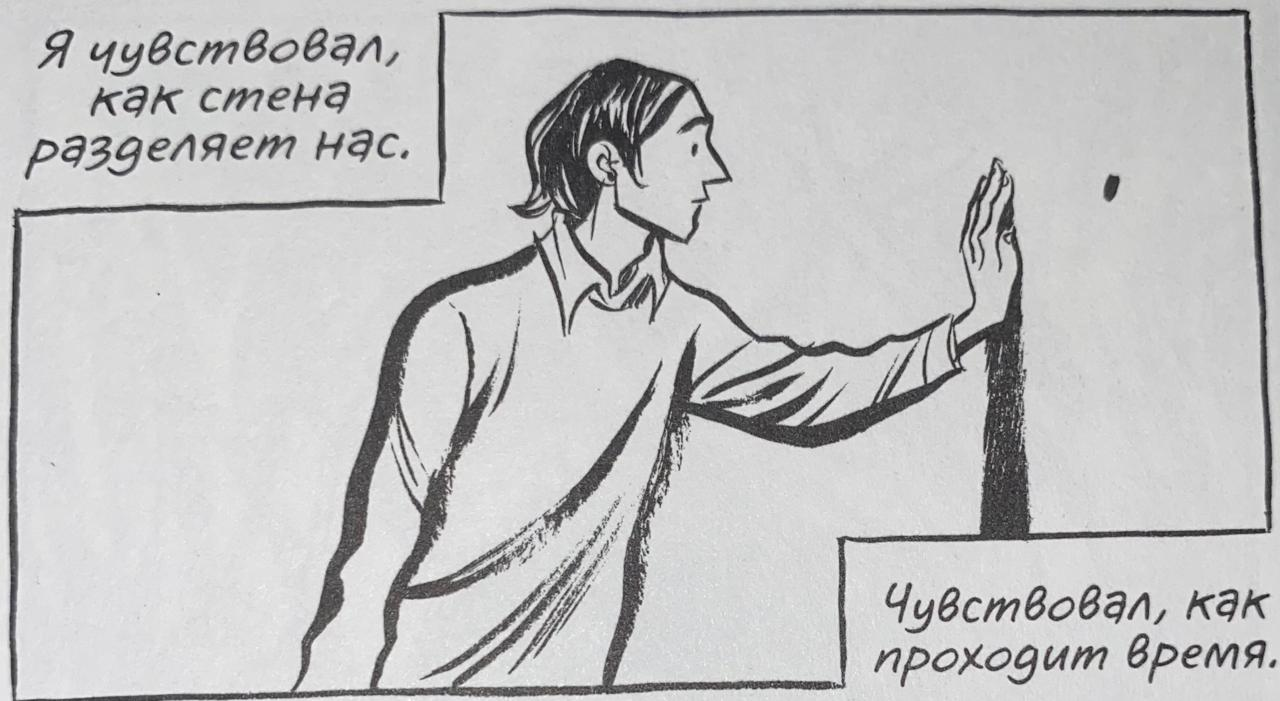 Я чувствовал,
как стена
разделяет нас.
Чувствовал, как
проходит время.